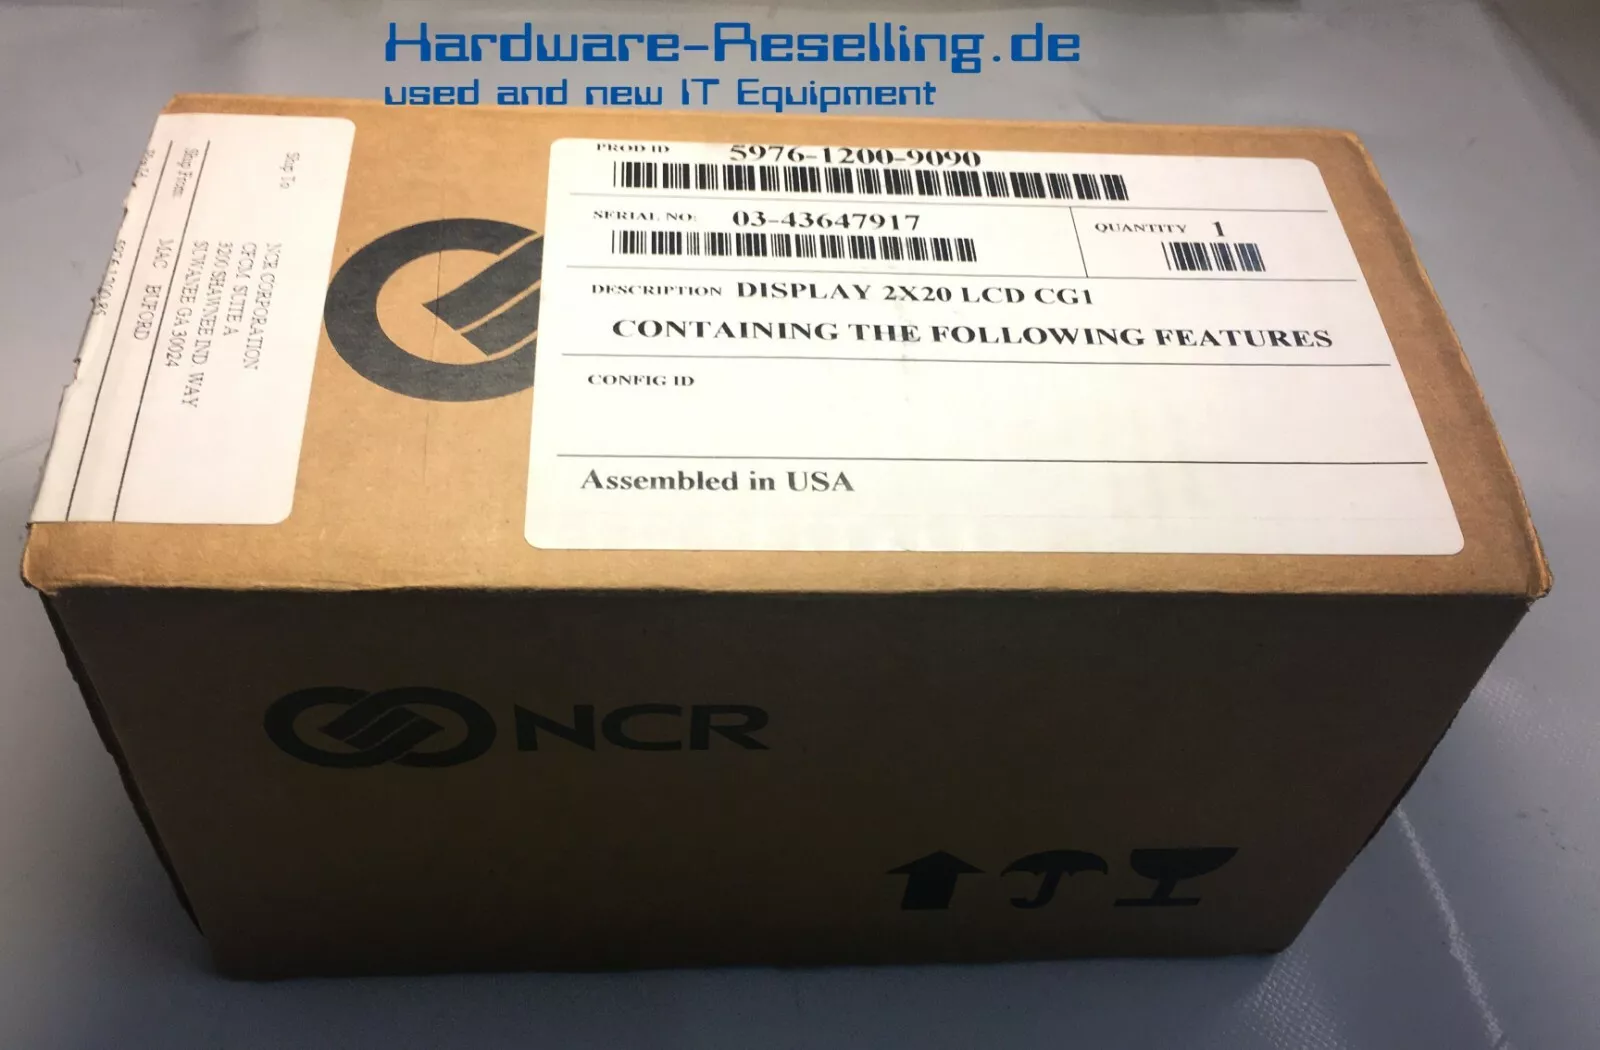 Hardware-Reselling.de
used and new IT Equipment
PROD ID 5976-1200-9090
SERIAL NO: 03-43647917
QUANTITY 1
DESCRIPTION DISPLAY 2X20 LCD CG1
CONTAINING THE FOLLOWING FEATURES
CONFIG ID
Assembled in USA
Ship To
NCR CORPORATION
CFCM SUITE A
3200 SHAWNEE IND. WAY
SUWANEE GA 30024
Ship From
MAC BUFORD
NCR